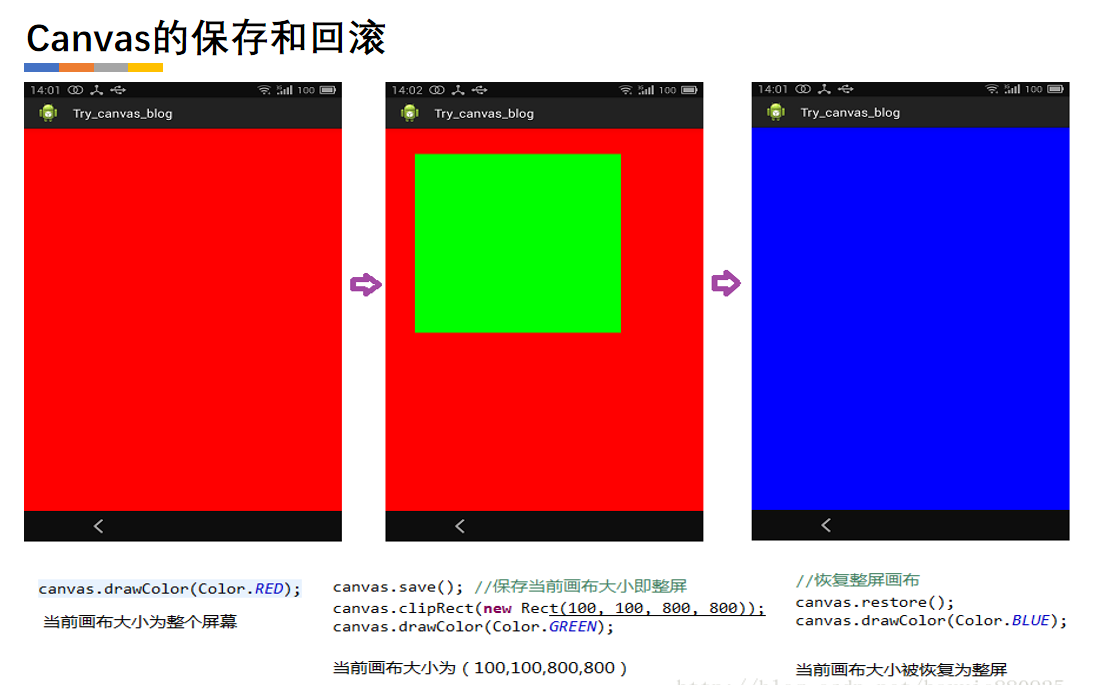 Canvas的保存和回滚
14:01
100
Try_canvas_blog
14:02
100
Try_canvas_blog
14:01
100
Try_canvas_blog
canvas.drawColor(Color.RED);
当前画布大小为整个屏幕
canvas.save(); //保存当前画布大小即整屏
canvas.clipRect(new Rect(100, 100, 800, 800));
canvas.drawColor(Color.GREEN);
当前画布大小为（100,100,800,800）
//恢复整屏画布
canvas.restore();
canvas.drawColor(Color.BLUE);
当前画布大小被恢复为整屏